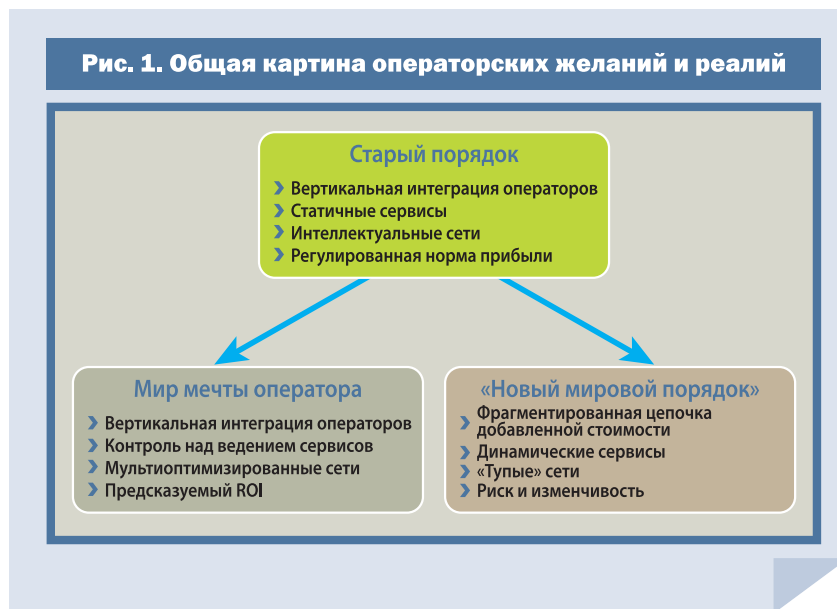 Рис. 1. Общая картина операторских желаний и реалий
Старый порядок
Вертикальная интеграция операторов
Статичные сервисы
Интеллектуальные сети
Регулированная норма прибыли
Мир мечты оператора
Вертикальная интеграция операторов
Контроль над ведением сервисов
Мультиоптимизированные сети
Предсказуемый ROI
«Новый мировой порядок»
Фрагментированная цепочка
добавленной стоимости
Динамические сервисы
«Тупые» сети
Риск и изменчивость